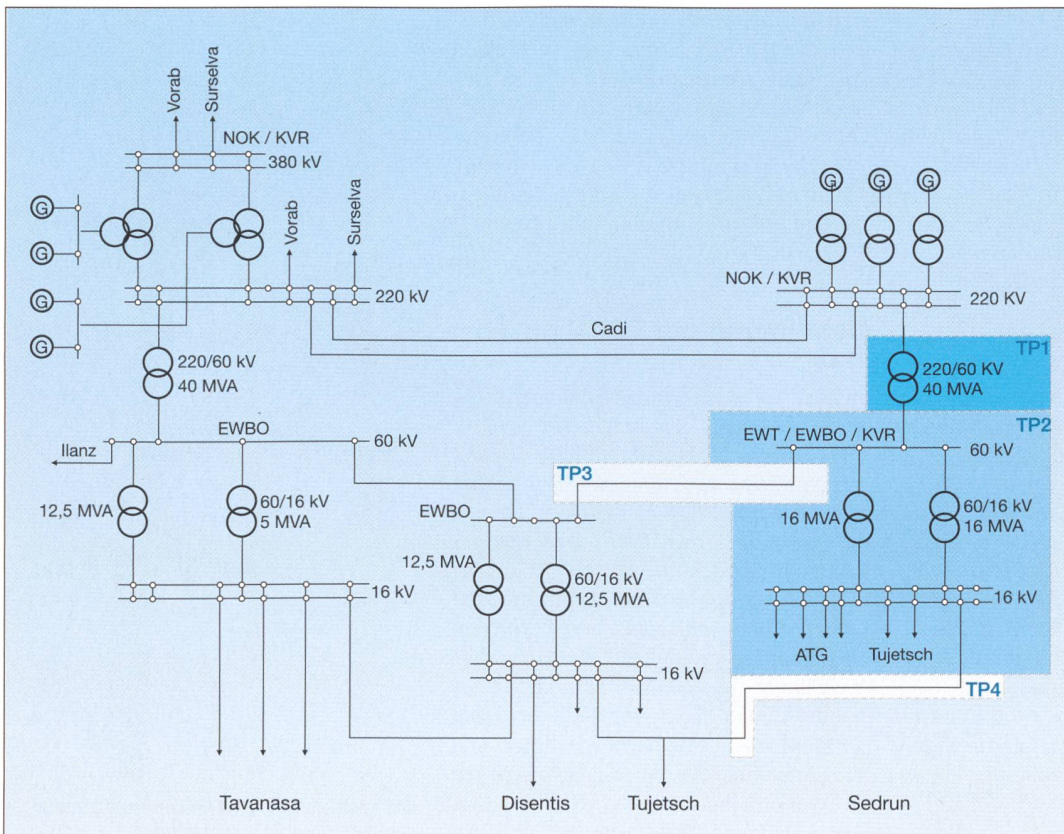 Vorab
Surselva
NOK / KVR
380 kV
G
G
G
G
Vorab
Surselva
220 kV
G
G
G
NOK / KVR
220 KV
Cadi
220/60 kV
40 MVA
TP1
220/60 KV
40 MVA
TP2
EWBO
60 kV
Ilanz
EWT / EWBO / KVR
60 kV
TP3
12,5 MVA
60/16 kV
5 MVA
EWBO
16 MVA
60/16 kV
16 MVA
12,5 MVA
60/16 kV
12,5 MVA
16 kV
16 kV
ATG
Tujetsch
16 kV
TP4
Tavanasa
Disentis
Tujetsch
Sedrun